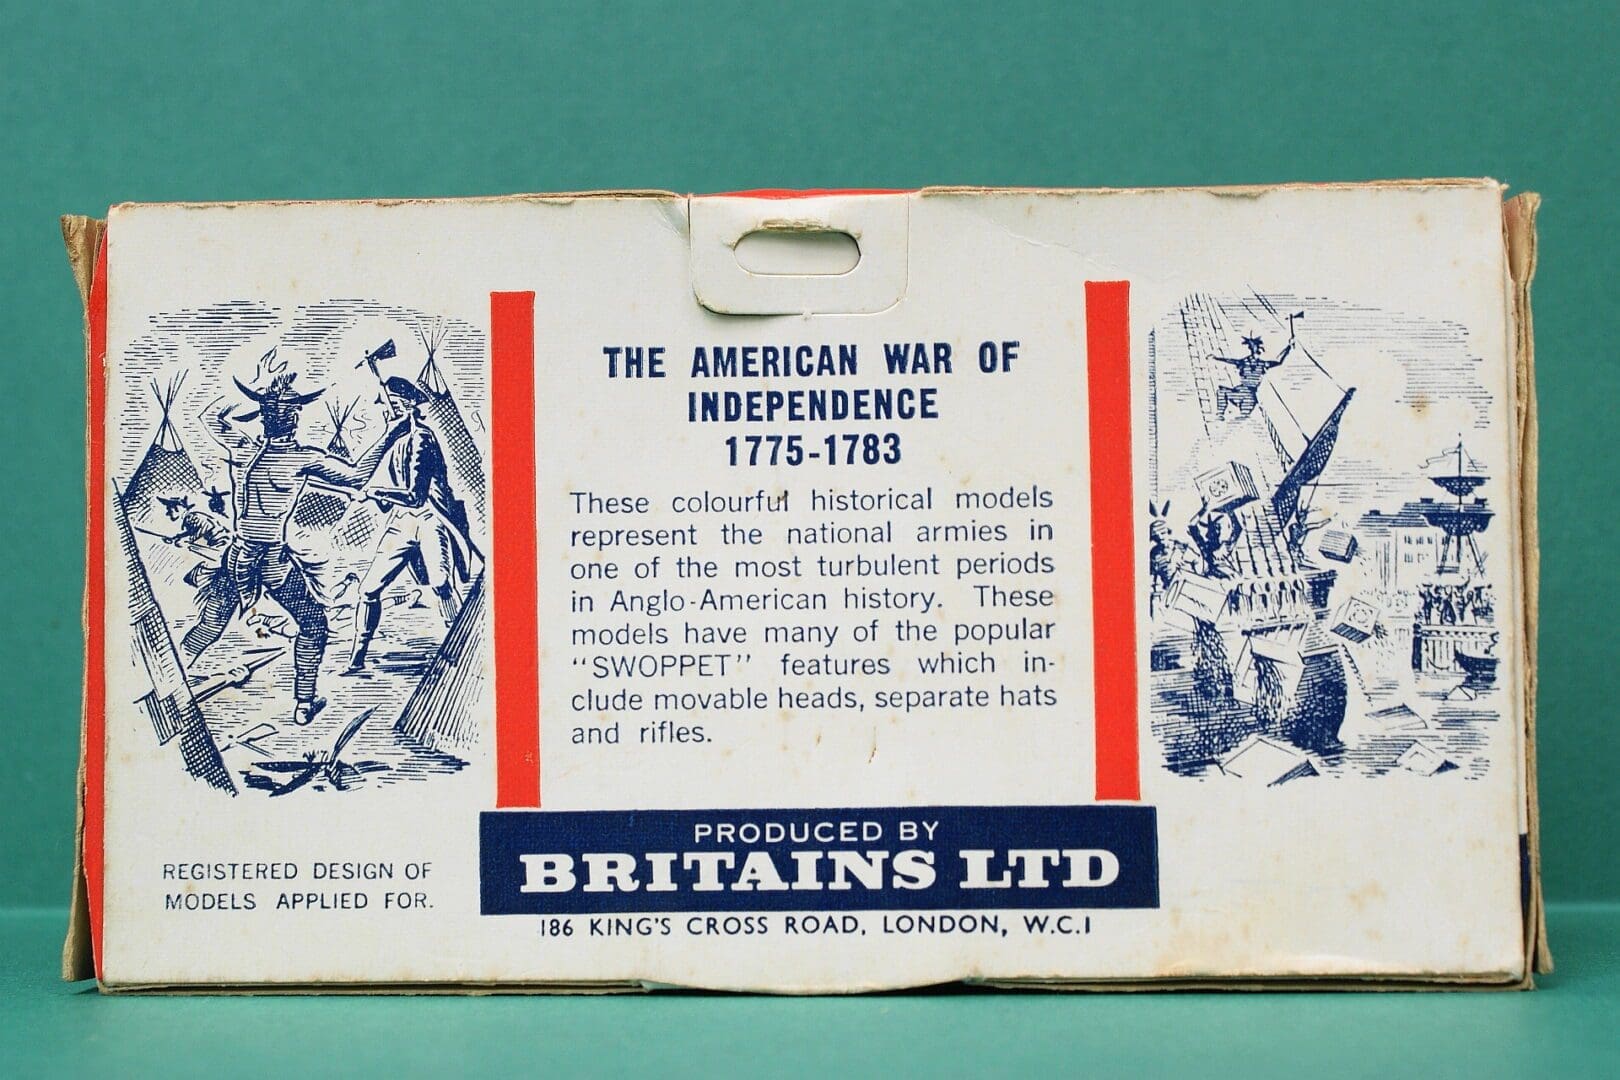 THE AMERICAN WAR OF
INDEPENDENCE
1775-1783
These colourful historical models
represent the national armies in
one of the most turbulent periods
in Anglo-American history. These
models have many of the popular
"SWOPPET" features which in-
clude movable heads, separate hats
and rifles.
PRODUCED BY
BRITAINS LTD
186 KING'S CROSS ROAD, LONDON, W.C.1
REGISTERED DESIGN OF
MODELS APPLIED FOR.